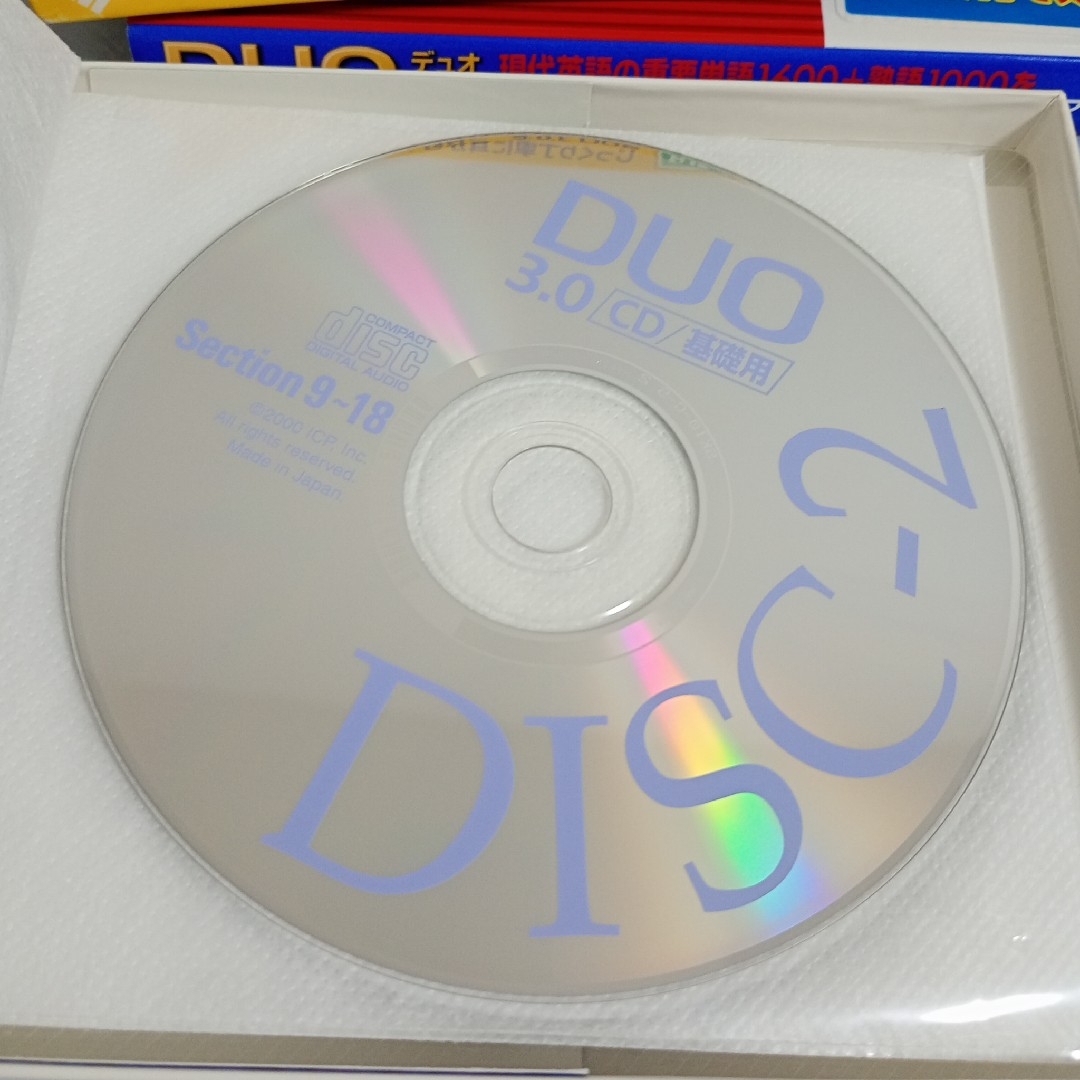 DUO デュオ 現代英語の重要単語1600+熟語1000を
DUO
3.0 CD/基礎用
COMPACT
disc
DIGITAL AUDIO
Section 9~18
©2000 ICP, Inc.
All rights reserved.
Made in Japan.
DISC-2